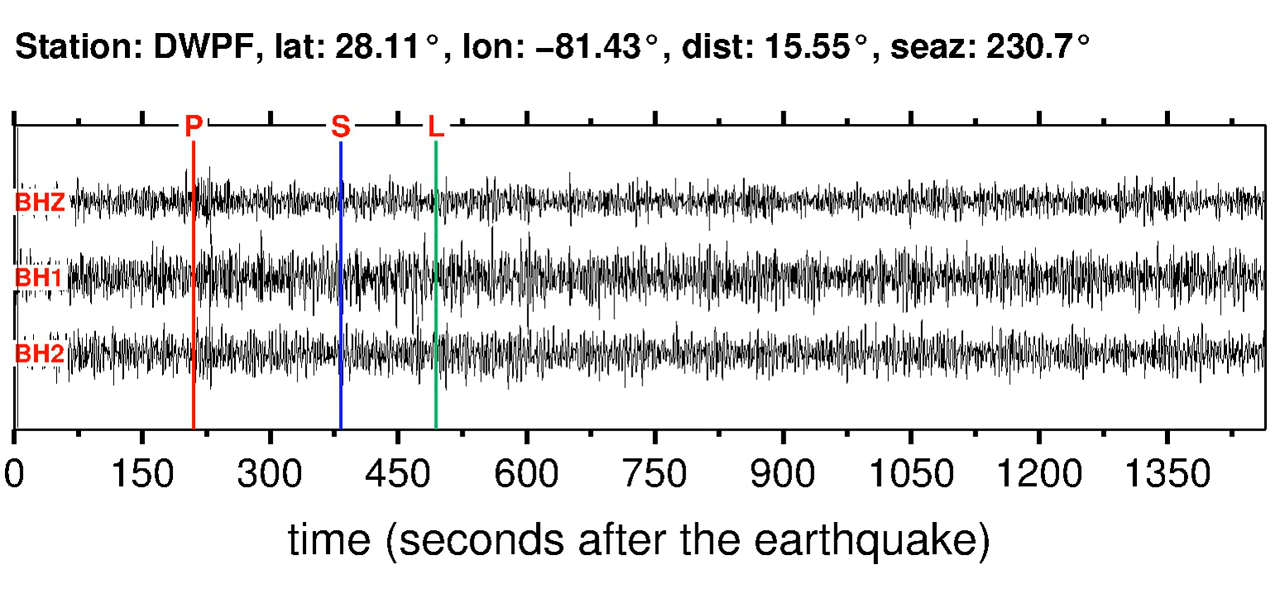 Station: DWPF, lat: 28.11°, lon: −81.43°, dist: 15.55°, seaz: 230.7°
P S L
BHZ
BH1
BH2
0 150 300 450 600 750 900 1050 1200 1350
time (seconds after the earthquake)